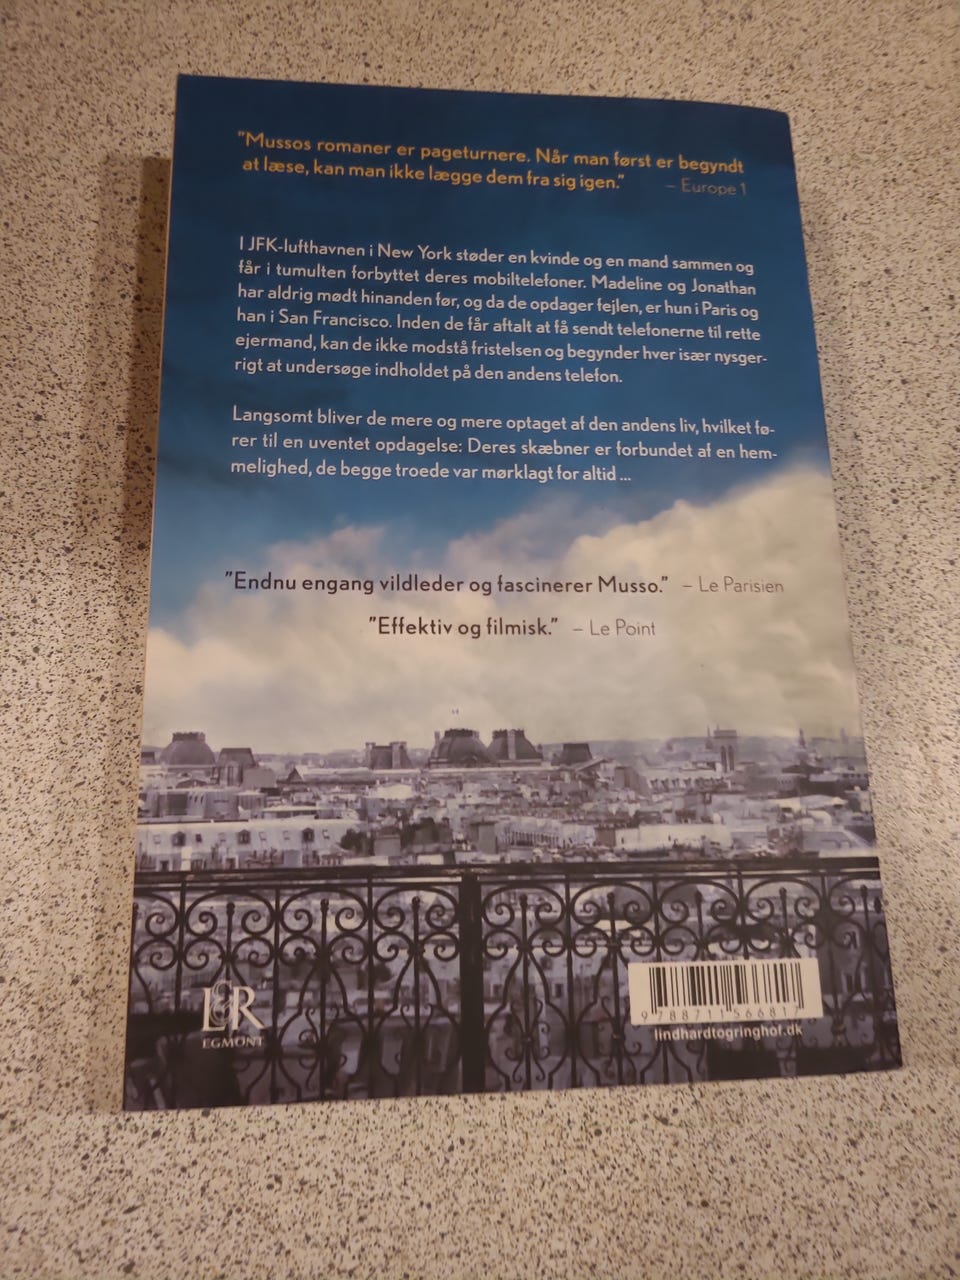 "Mussos romaner er pageturnere. Når man først er begyndt
at læse, kan man ikke lægge dem fra sig igen." – Europe 1
I JFK-lufthavnen i New York støder en kvinde og en mand sammen og
får i tumulten forbyttet deres mobiltelefoner. Madeline og Jonathan
har aldrig mødt hinanden før, og da de opdager fejlen, er hun i Paris og
han i San Francisco. Inden de får aftalt at få sendt telefonerne til rette
ejermand, kan de ikke modstå fristelsen og begynder hver især nysger-
rigt at undersøge indholdet på den andens telefon.
Langsomt bliver de mere og mere optaget af den andens liv, hvilket fø-
rer til en uventet opdagelse: Deres skæbner er forbundet af en hem-
melighed, de begge troede var mørklagt for altid ...
"Endnu engang vildleder og fascinerer Musso." – Le Parisien
"Effektiv og filmisk." – Le Point
L&R
EGMONT
9 788711 566817
lindhardtogringhof.dk